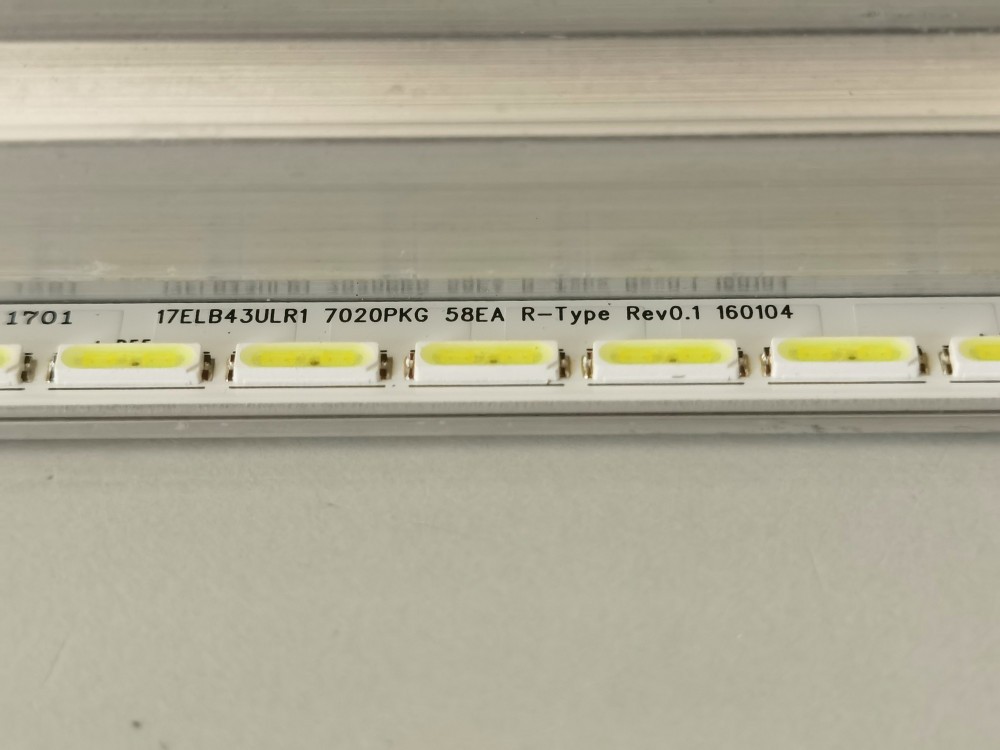 1701 17ELB43ULR1 7020PKG 58EA R-Type Rev0.1 160104